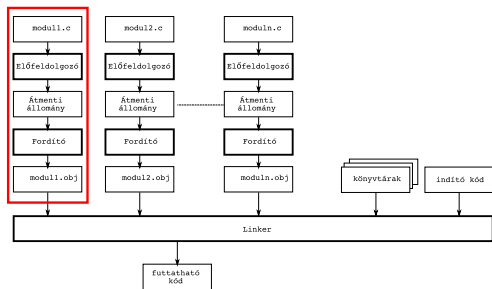 modul1.c
modul2.c
moduln.c
Előfeldolgozó
Előfeldolgozó
Előfeldolgozó
Átmenti
állomány
Átmenti
állomány
Átmenti
állomány
Fordító
Fordító
Fordító
modul1.obj
modul2.obj
moduln.obj
könyvtárak
indító kód
Linker
futtatható
kód